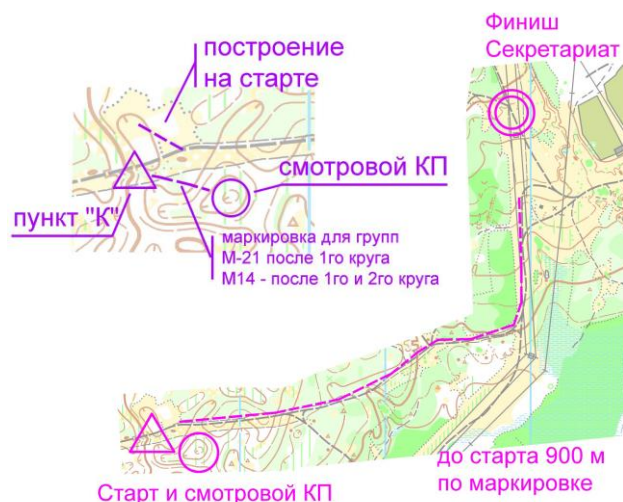 построение
на старте
Финиш
Секретариат
смотровой КП
пункт "К"
маркировка для групп
М-21 после 1го круга
М14 - после 1го и 2го круга
до старта 900 м
по маркировке
Старт и смотровой КП